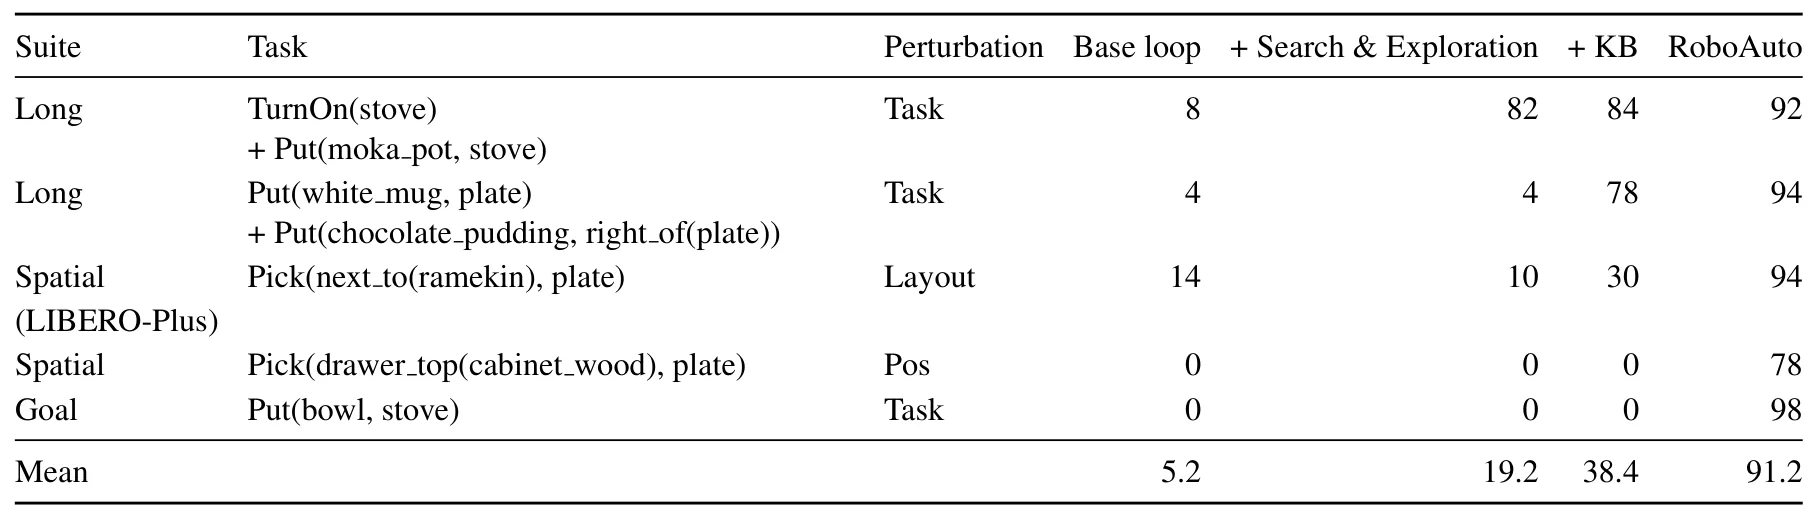 Suite Task Perturbation Base loop + Search & Exploration + KB RoboAuto
Long TurnOn(stove) Task 8 82 84 92
+ Put(moka_pot, stove)
Long Put(white_mug, plate) Task 4 4 78 94
+ Put(chocolate_pudding, right_of(plate))
Spatial Pick(next_to(ramekin), plate) Layout 14 10 30 94
(LIBERO-Plus)
Spatial Pick(drawer_top(cabinet_wood), plate) Pos 0 0 0 78
Goal Put(bowl, stove) Task 0 0 0 98
Mean 5.2 19.2 38.4 91.2